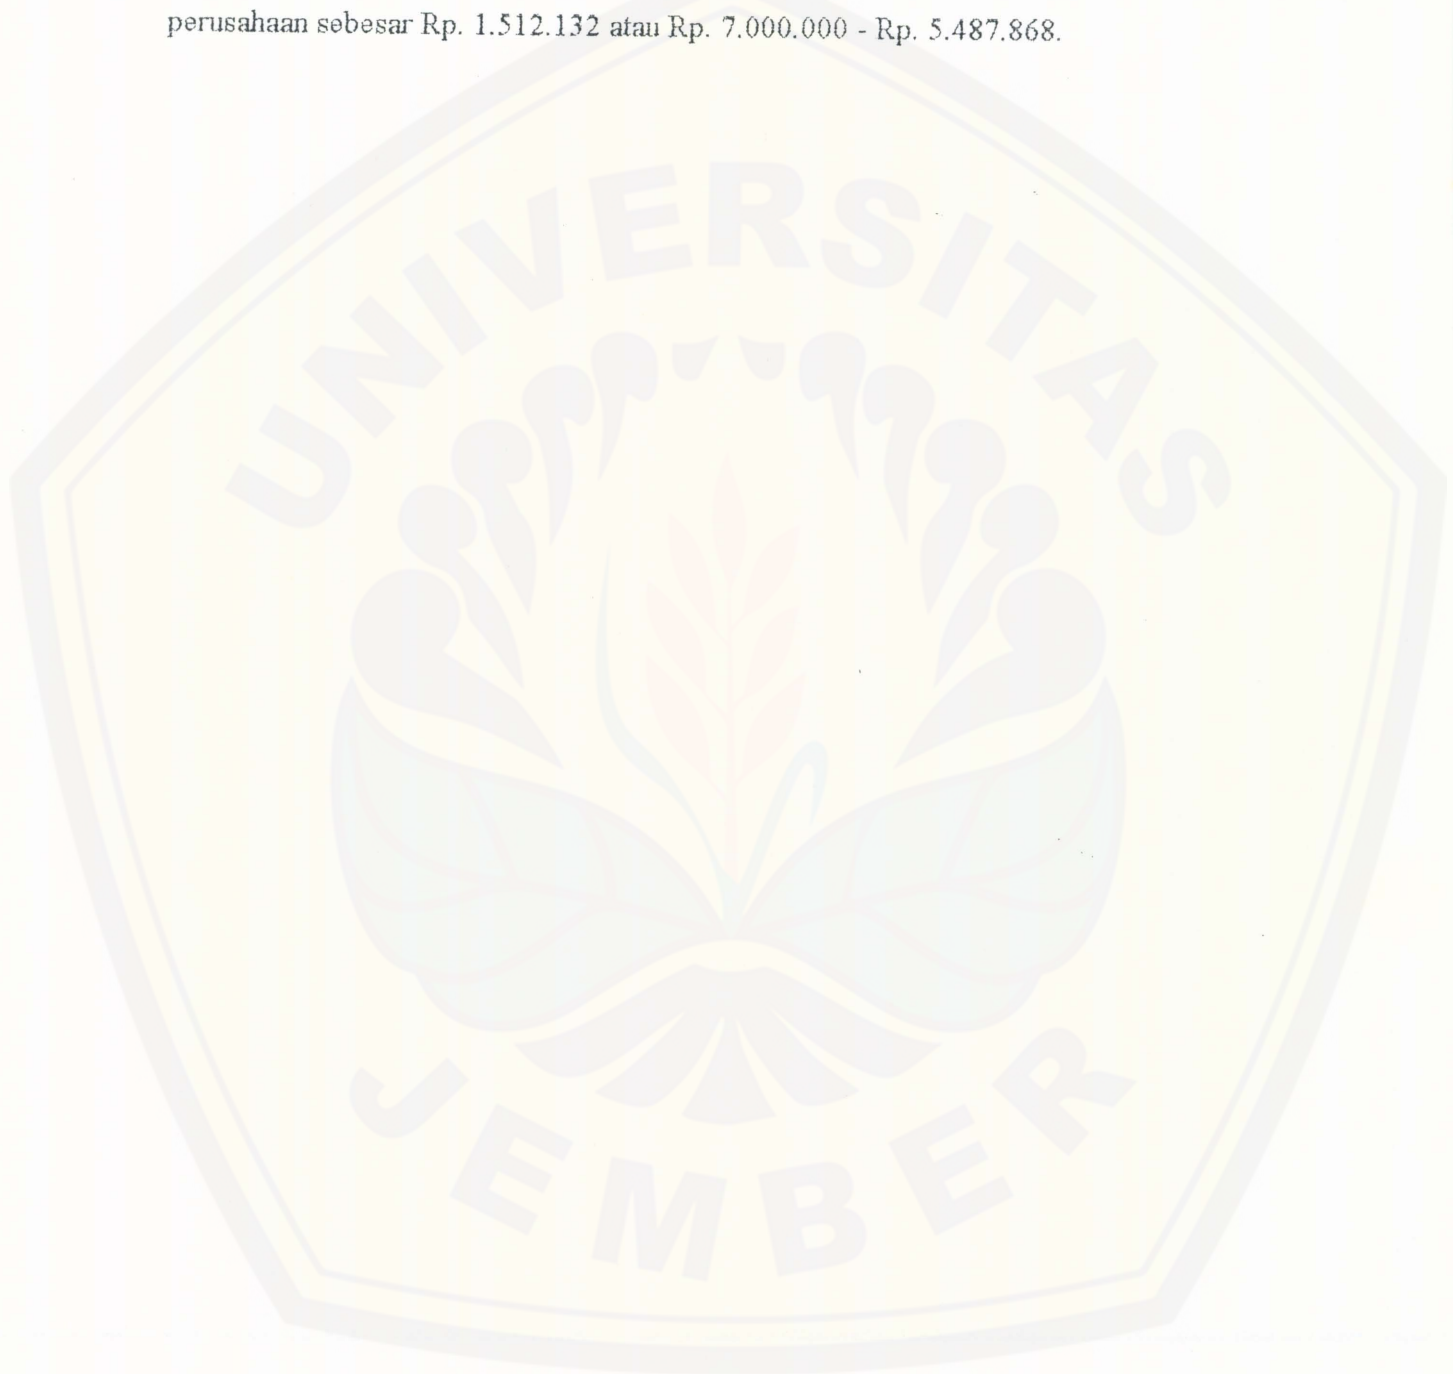 perusahaan sebesar Rp. 1.512.132 atau Rp. 7.000.000 - Rp. 5.487.868.
UNIVERSITAS
JEMBER